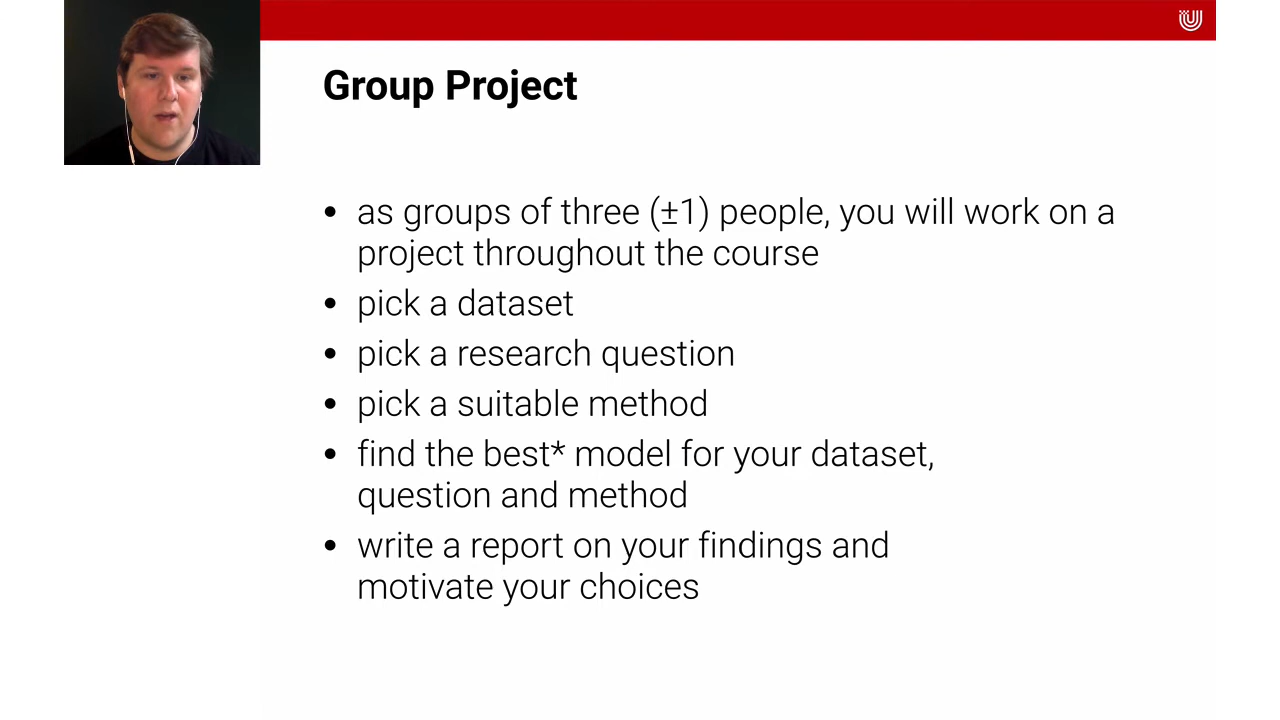 Group Project
• as groups of three (±1) people, you will work on a
project throughout the course
• pick a dataset
• pick a research question
• pick a suitable method
• find the best* model for your dataset,
question and method
• write a report on your findings and
motivate your choices